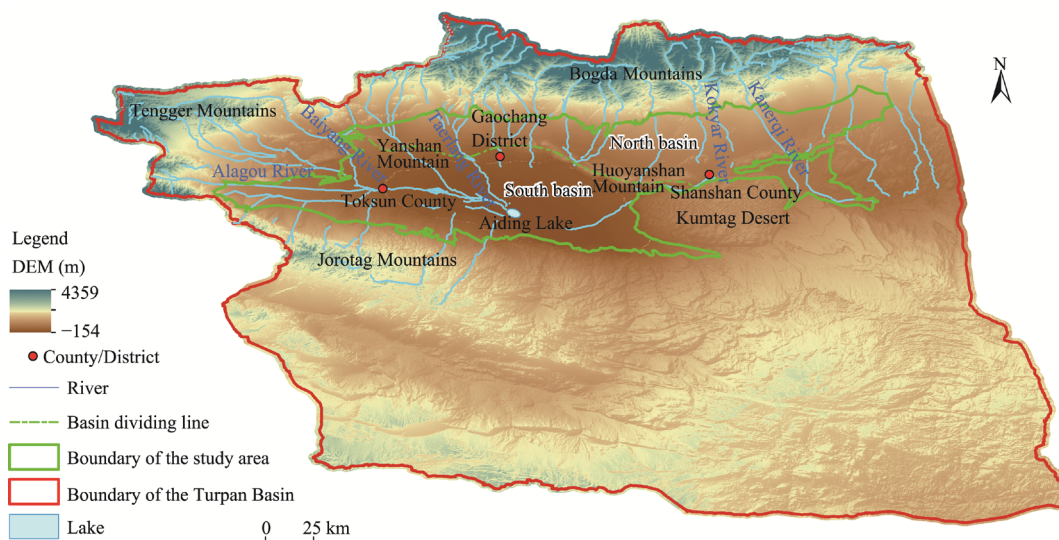 Bogda Mountains
N
Tengger Mountains
Baiyang River
Taerlang River
Gaochang
District
Kokyar River
Kanerqi River
Yanshan
Mountain
North basin
Alagou River
Huoyanshan
Mountain
South basin
Shanshan County
Toksun County
Kumtag Desert
Aiding Lake
Jorotag Mountains
Legend
DEM (m)
4359
−154
County/District
River
Basin dividing line
Boundary of the study area
Boundary of the Turpan Basin
Lake
0 25 km